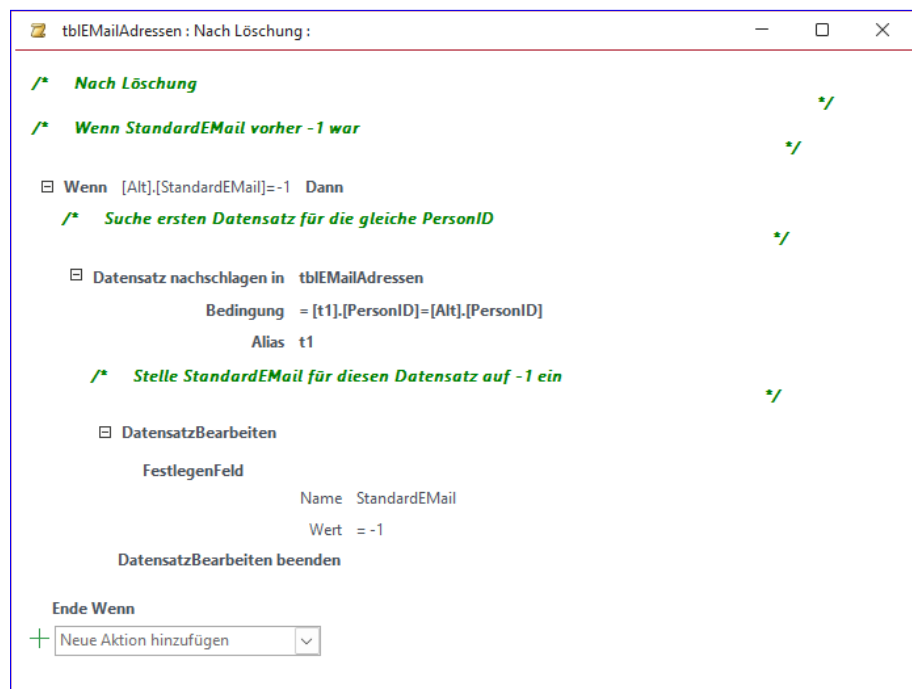 tblEMailAdressen : Nach Löschung :
/* Nach Löschung */
/* Wenn StandardEMail vorher -1 war */
Wenn [Alt].[StandardEMail]=-1 Dann
/* Suche ersten Datensatz für die gleiche PersonID */
Datensatz nachschlagen in tblEMailAdressen
Bedingung = [t1].[PersonID]=[Alt].[PersonID]
Alias t1
/* Stelle StandardEMail für diesen Datensatz auf -1 ein */
DatensatzBearbeiten
FestlegenFeld
Name StandardEMail
Wert = -1
DatensatzBearbeiten beenden
Ende Wenn
Neue Aktion hinzufügen